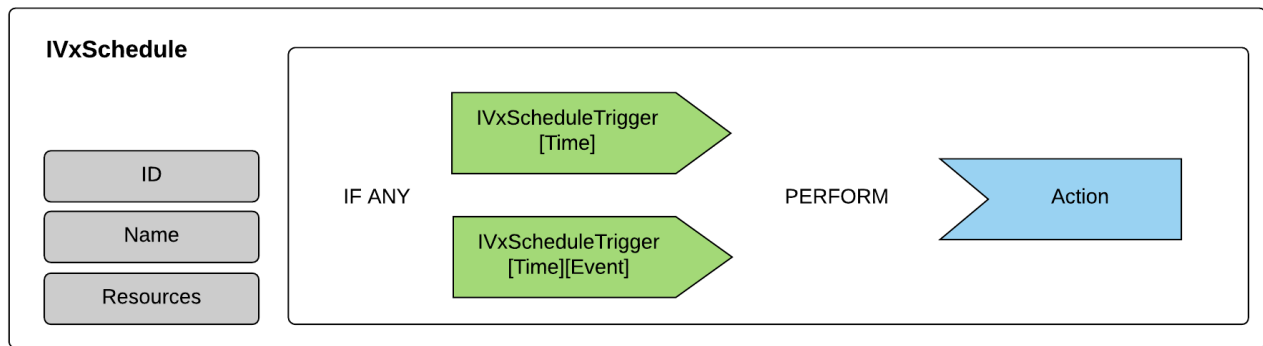 IVxSchedule
ID
Name
Resources
IF ANY
IVxScheduleTrigger
[Time]
IVxScheduleTrigger
[Time][Event]
PERFORM
Action